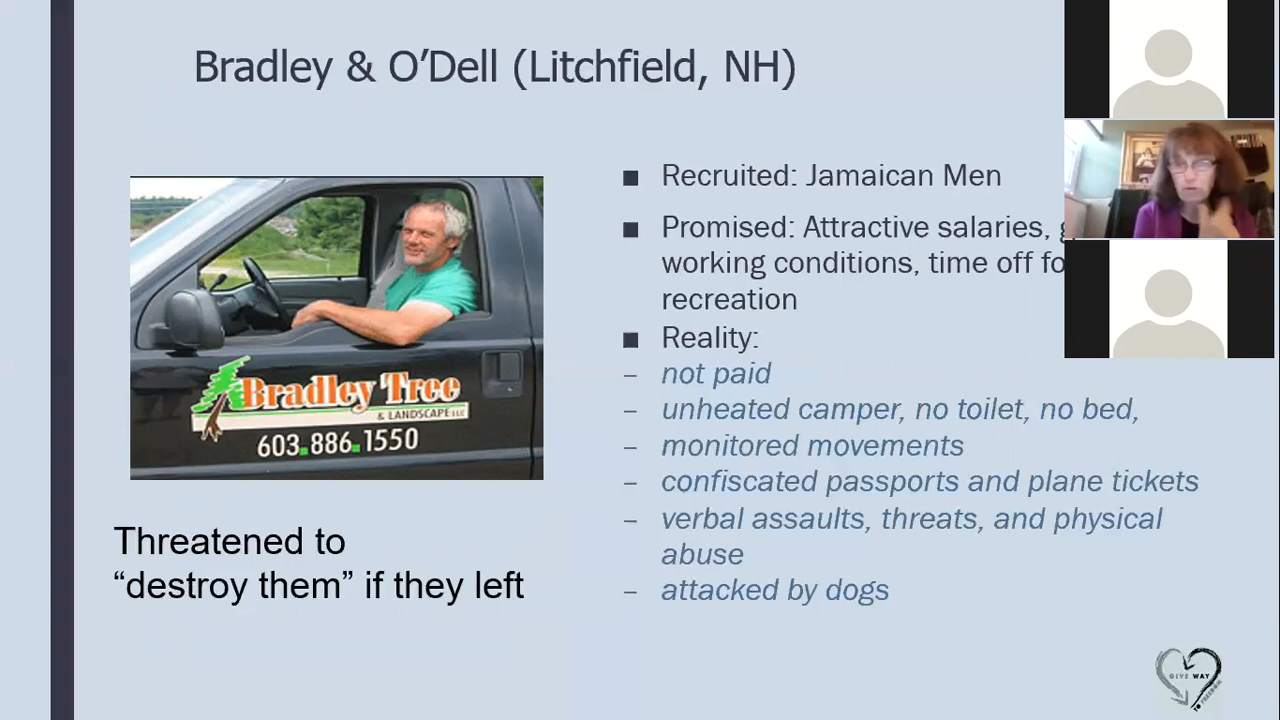 Bradley & O’Dell (Litchfield, NH)
■ Recruited: Jamaican Men
■ Promised: Attractive salaries,
working conditions, time off
recreation
■ Reality:
– not paid
– unheated camper, no toilet, no bed,
– monitored movements
– confiscated passports and plane tickets
– verbal assaults, threats, and physical
abuse
– attacked by dogs
Bradley Tree
& LANDSCAPE LLC
603.886.1550
Threatened to
“destroy them” if they left
GIVE WAY
TO FREEDOM